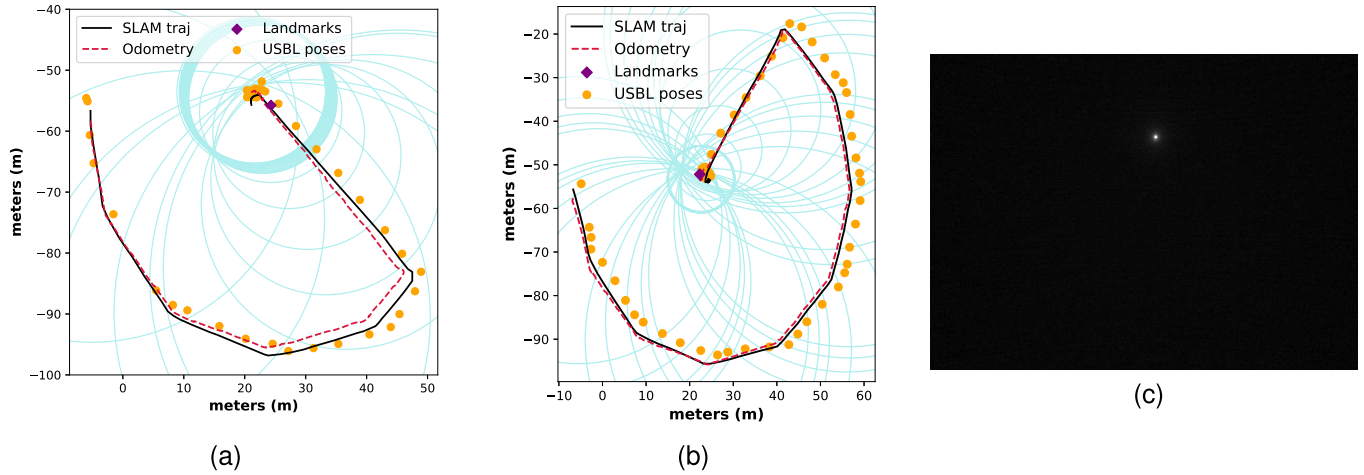 SLAM traj
Odometry
Landmarks
USBL poses
−40
−50
−60
−70
−80
−90
−100
meters (m)
0
10
20
30
40
50
meters (m)
(a)
SLAM traj
Odometry
Landmarks
USBL poses
−20
−30
−40
−50
−60
−70
−80
−90
meters (m)
−10
0
10
20
30
40
50
60
meters (m)
(b)
(c)